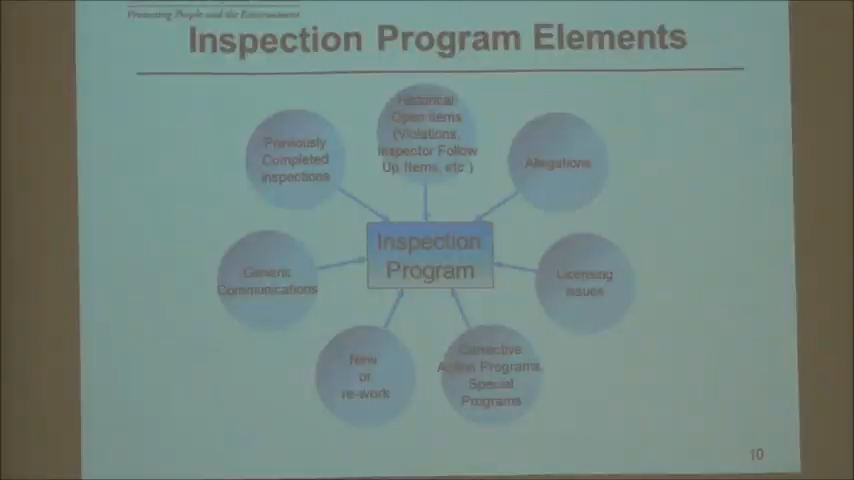 Protecting People and the Environment
Inspection Program Elements
Historical
Open Items
(Violations,
Inspector Follow
Up Items, etc.)
Previously
Completed
Inspections
Allegations
Inspection
Program
Generic
Communications
Licensing
Issues
New
or
re-work
Corrective
Action Programs,
Special
Programs
10